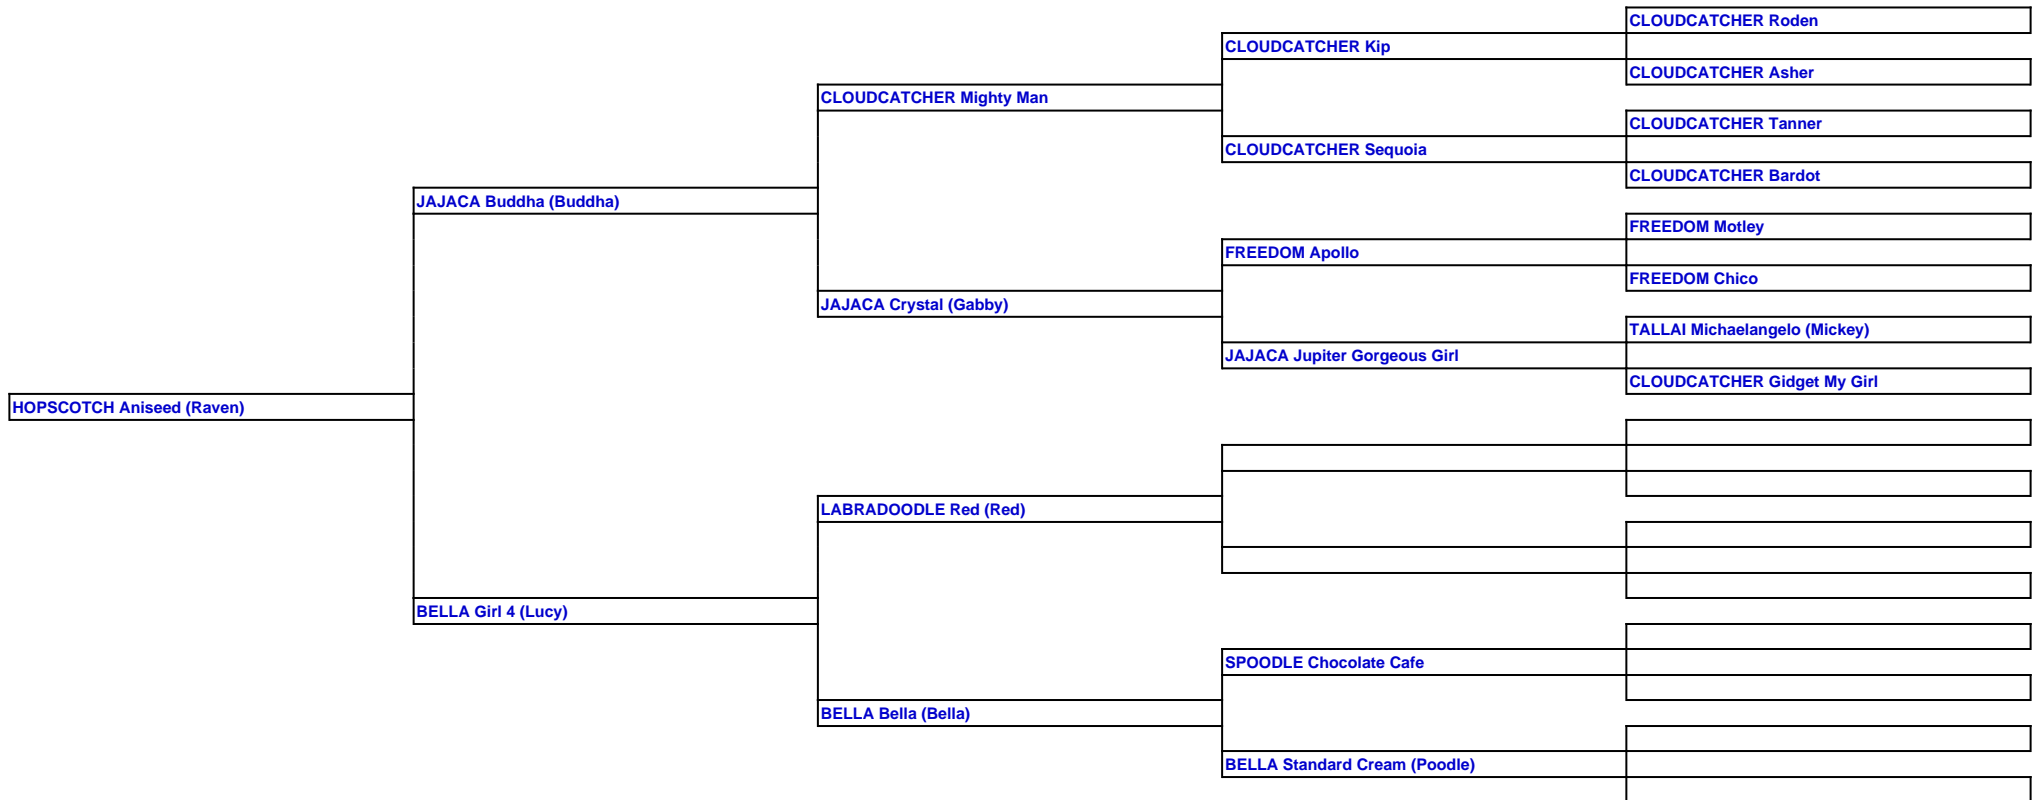 CLOUDCATCHER Roden
CLOUDCATCHER Kip
CLOUDCATCHER Asher
CLOUDCATCHER Mighty Man
CLOUDCATCHER Tanner
CLOUDCATCHER Sequoia
CLOUDCATCHER Bardot
JAJACA Buddha (Buddha)
FREEDOM Motley
FREEDOM Apollo
FREEDOM Chico
JAJACA Crystal (Gabby)
TALLAI Michaelangelo (Mickey)
JAJACA Jupiter Gorgeous Girl
CLOUDCATCHER Gidget My Girl
HOPSCOTCH Aniseed (Raven)
LABRADOODLE Red (Red)
BELLA Girl 4 (Lucy)
SPOODLE Chocolate Cafe
BELLA Bella (Bella)
BELLA Standard Cream (Poodle)